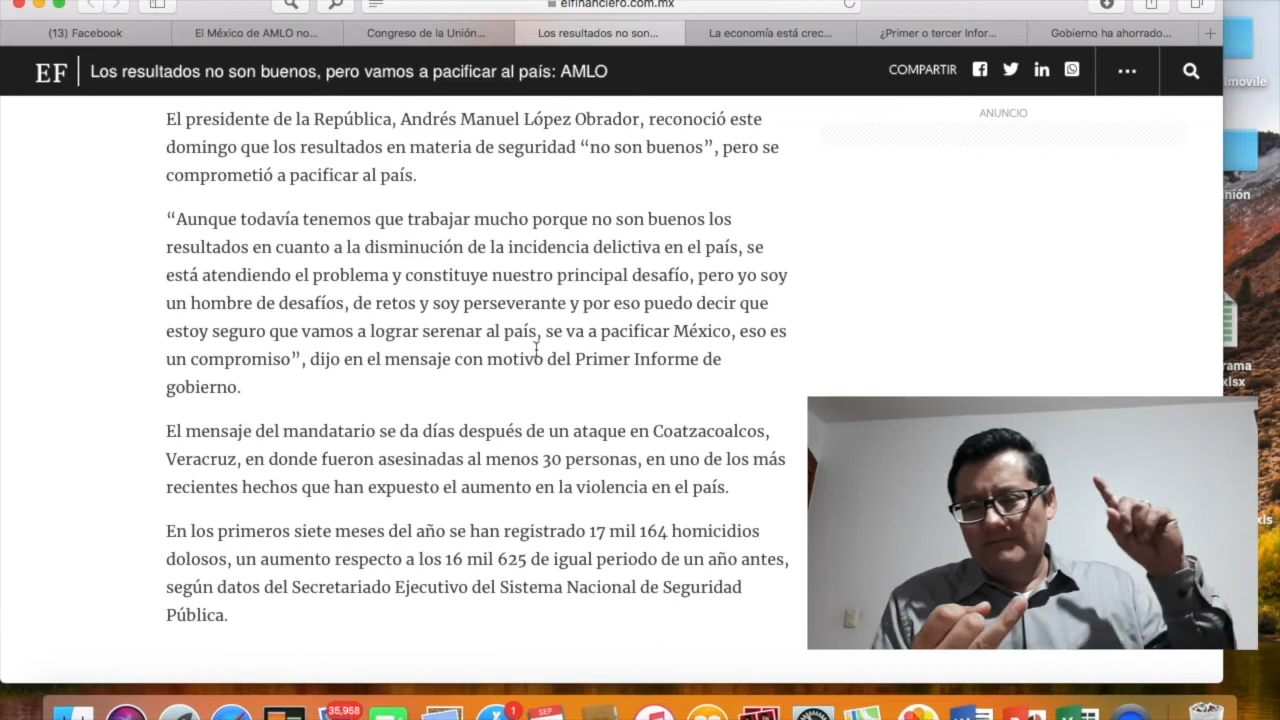 elfinanciero.com.mx
(13) Facebook
El México de AMLO no...
Congreso de la Unión...
Los resultados no son...
La economía está crec...
¿Primer o tercer Infor...
Gobierno ha ahorrado...
EF
Los resultados no son buenos, pero vamos a pacificar al país: AMLO
COMPARTIR
ANUNCIO
El presidente de la República, Andrés Manuel López Obrador, reconoció este
domingo que los resultados en materia de seguridad “no son buenos”, pero se
comprometió a pacificar al país.
“Aunque todavía tenemos que trabajar mucho porque no son buenos los
resultados en cuanto a la disminución de la incidencia delictiva en el país, se
está atendiendo el problema y constituye nuestro principal desafío, pero yo soy
un hombre de desafíos, de retos y soy perseverante y por eso puedo decir que
estoy seguro que vamos a lograr serenar al país, se va a pacificar México, eso es
un compromiso”, dijo en el mensaje con motivo del Primer Informe de
gobierno.
El mensaje del mandatario se da días después de un ataque en Coatzacoalcos,
Veracruz, en donde fueron asesinadas al menos 30 personas, en uno de los más
recientes hechos que han expuesto el aumento en la violencia en el país.
En los primeros siete meses del año se han registrado 17 mil 164 homicidios
dolosos, un aumento respecto a los 16 mil 625 de igual periodo de un año antes,
según datos del Secretariado Ejecutivo del Sistema Nacional de Seguridad
Pública.
lmovile
nión
rama
xlsx
xls
35,958
1
SEP